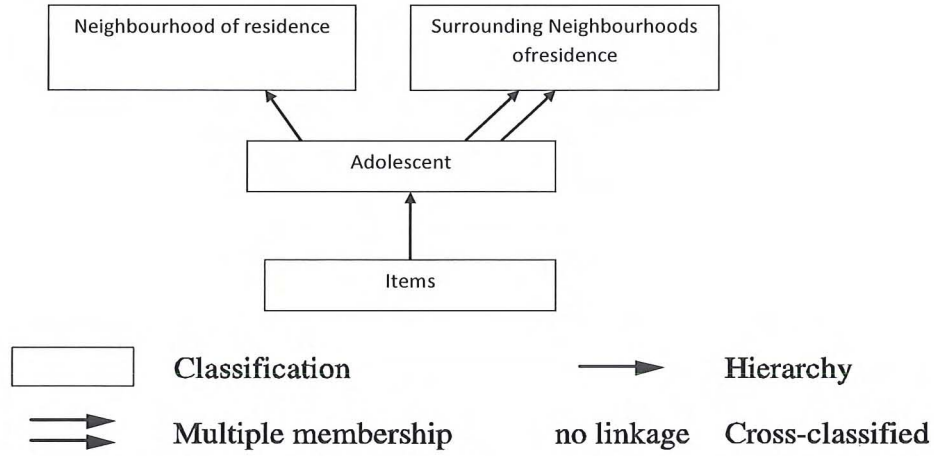 Neighbourhood of residence
Surrounding Neighbourhoods
ofresidence
Adolescent
Items
Classification
Hierarchy
Multiple membership
no linkage Cross-classified